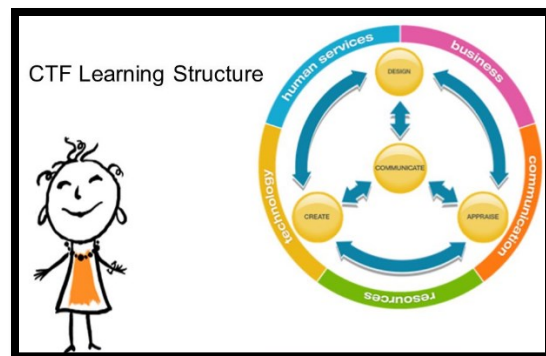 CTF Learning Structure
human services
business
DESIGN
COMMUNICATE
technology
communication
CREATE
APPRAISE
resources